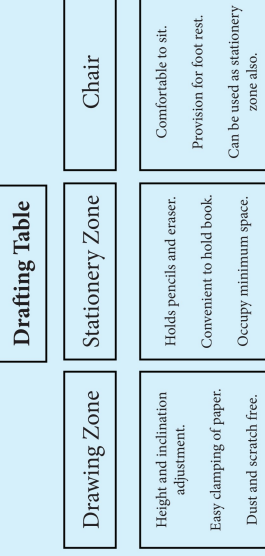 Drafting Table
Drawing Zone
Height and inclination
adjustment.
Easy clamping of paper.
Dust and scratch free.
Stationery Zone
Holds pencils and eraser.
Convenient to hold book.
Occupy minimum space.
Chair
Comfortable to sit.
Provision for foot rest.
Can be used as stationery
zone also.